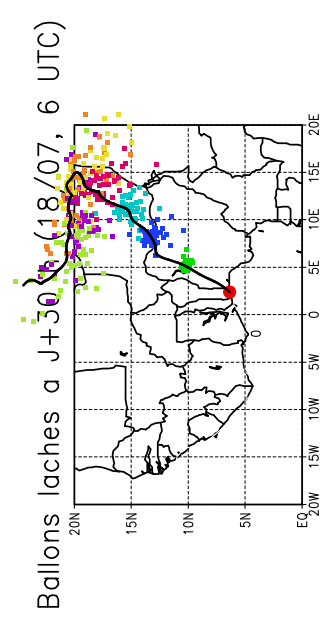 Ballons laches a J+30 h (18/07, 6 UTC)
20N
15N
10N
5N
0
EQ
20W 15W 10W 5W 0 5E 10E 15E 20E